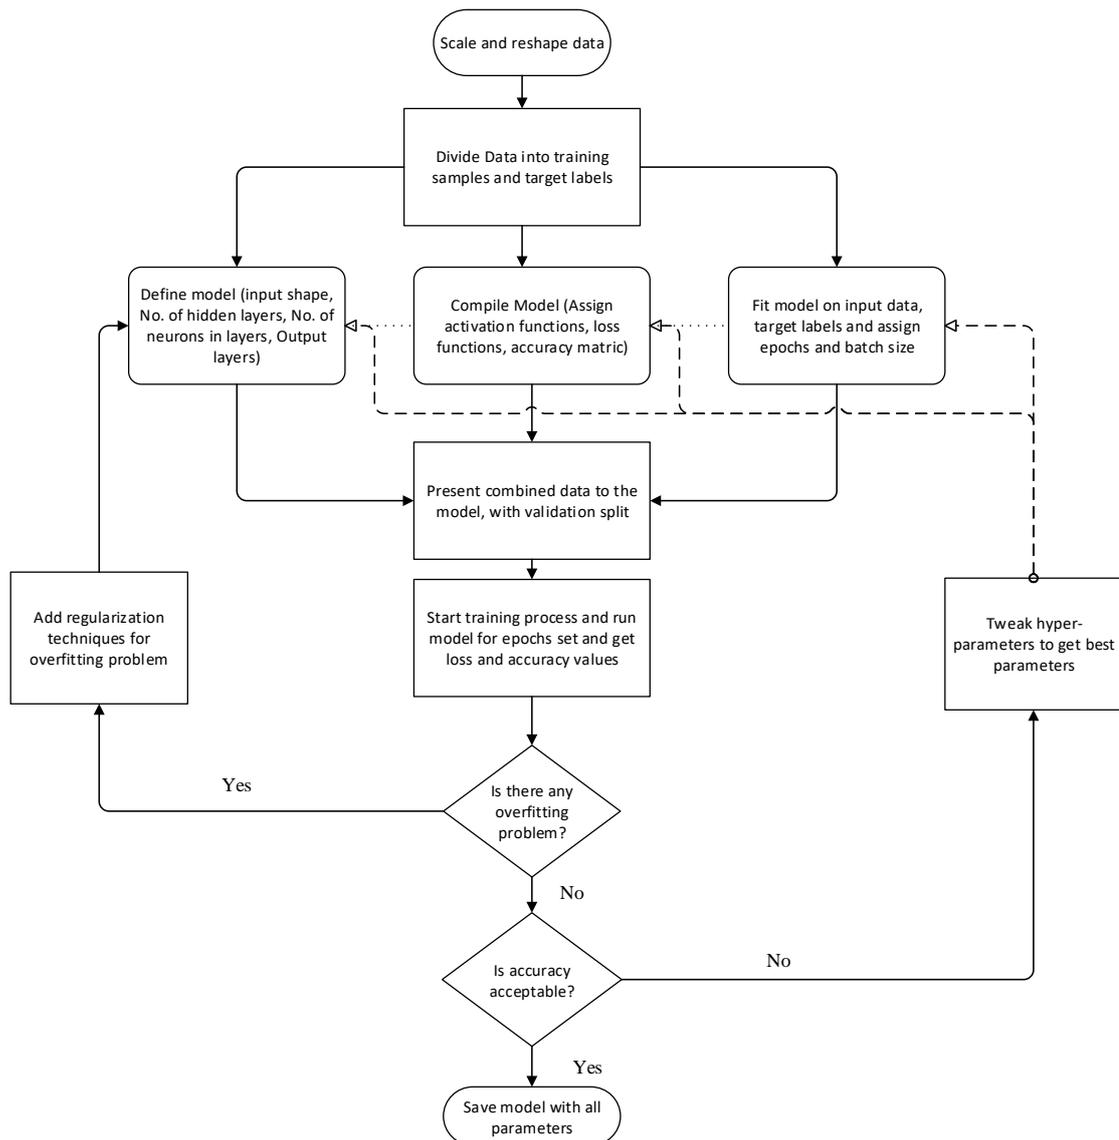 Scale and reshape data
Divide Data into training
samples and target labels
Define model (input shape,
No. of hidden layers, No. of
neurons in layers, Output
layers)
Compile Model (Assign
activation functions, loss
functions, accuracy matric)
Fit model on input data,
target labels and assign
epochs and batch size
Present combined data to the
model, with validation split
Add regularization
techniques for
overfitting problem
Start training process and run
model for epochs set and get
loss and accuracy values
Tweak hyper-
parameters to get best
parameters
Yes
Is there any
overfitting
problem?
No
Is accuracy
acceptable?
No
Yes
Save model with all
parameters